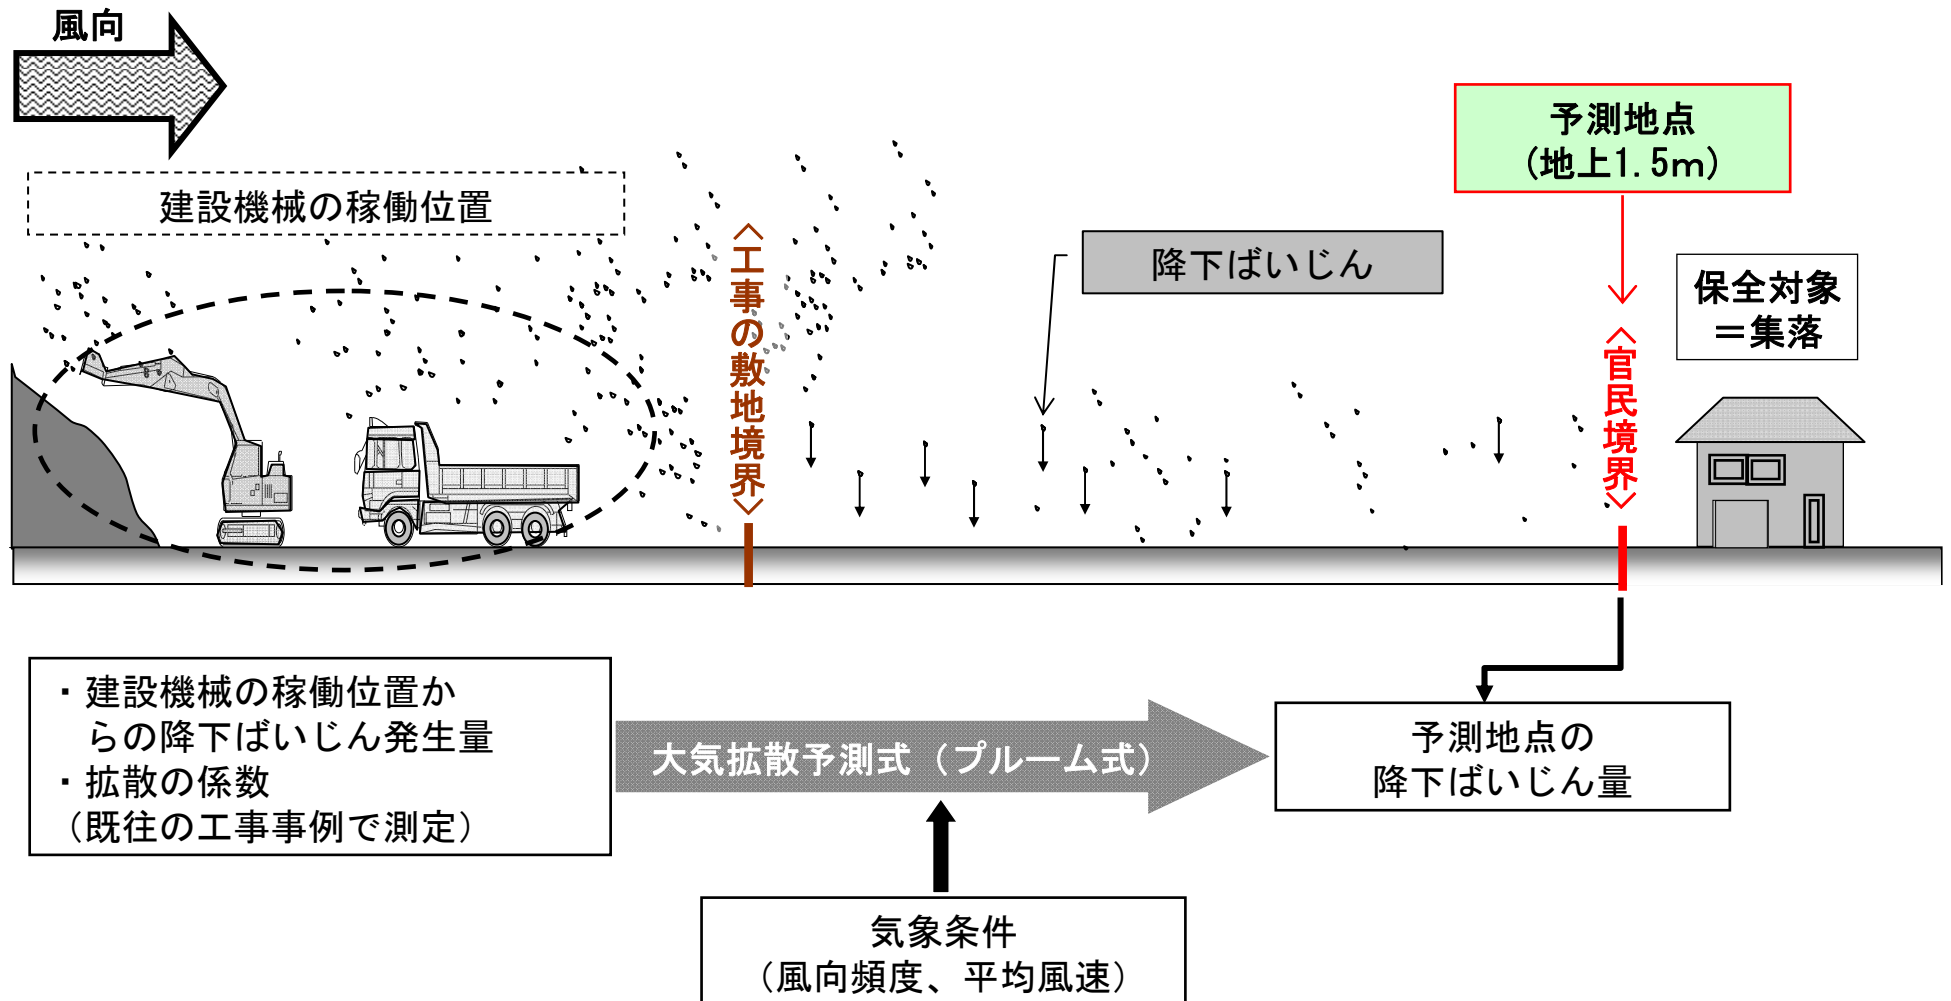 風向
予測地点
(地上1.5m)
建設機械の稼働位置
降下ばいじん
保全対象
＝集落
〈工事の敷地境界〉
〈官民境界〉
・建設機械の稼働位置か
らの降下ばいじん発生量
・拡散の係数
（既往の工事事例で測定）
大気拡散予測式（プルーム式）
予測地点の
降下ばいじん量
気象条件
（風向頻度、平均風速）